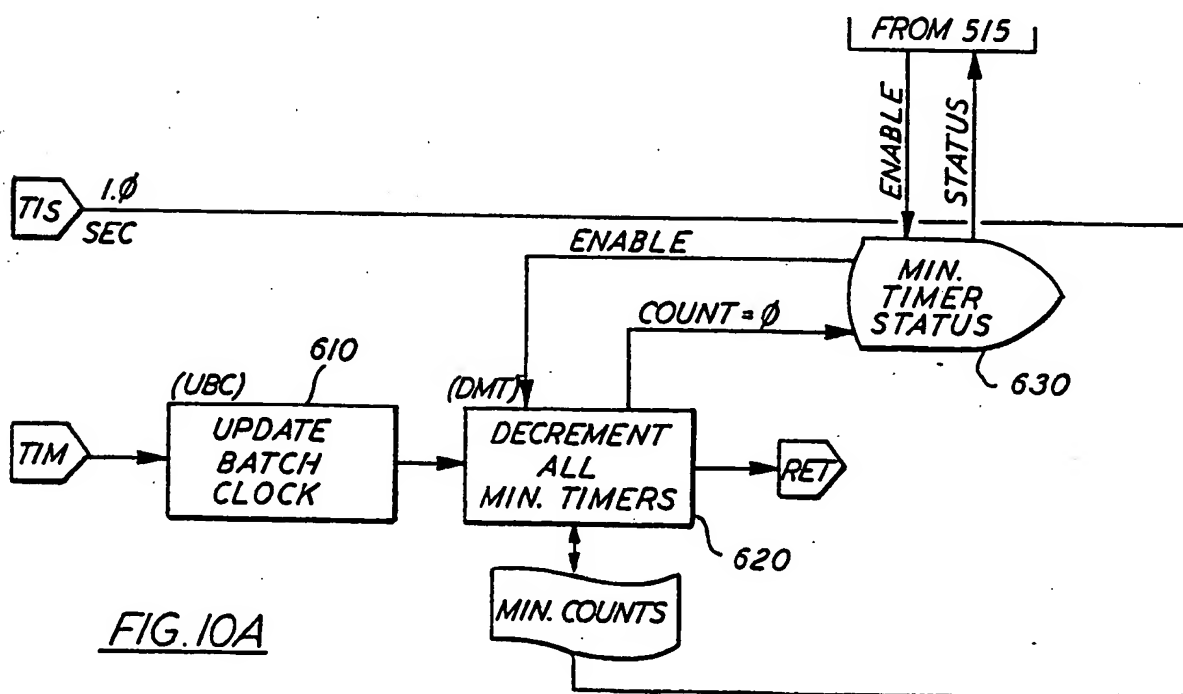 FROM 515
ENABLE
STATUS
TIS
1.Ø
SEC
ENABLE
MIN.
TIMER
STATUS
COUNT = Ø
630
610
(UBC)
(DMT)
TIM
UPDATE
BATCH
CLOCK
DECREMENT
ALL
MIN. TIMERS
RET
620
MIN. COUNTS
FIG. 10A